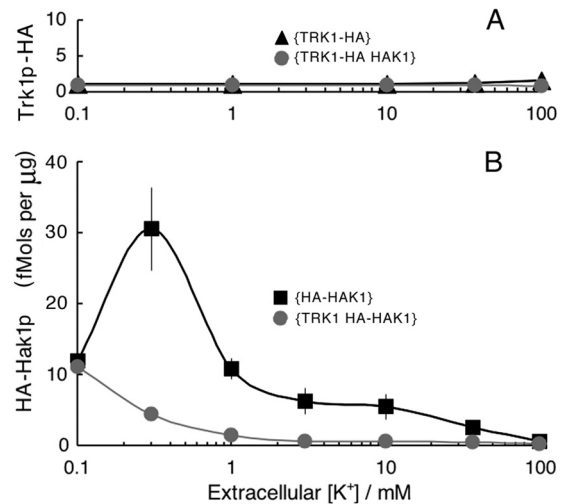 A
10
5
0
Trk1p-HA
{TRK1-HA}
{TRK1-HA HAK1}
0.1 1 10 100
B
40
30
20
10
0
HA-Hak1p (fMols per µg)
{HA-HAK1}
{TRK1 HA-HAK1}
0.1 1 10 100
Extracellular [K⁺] / mM